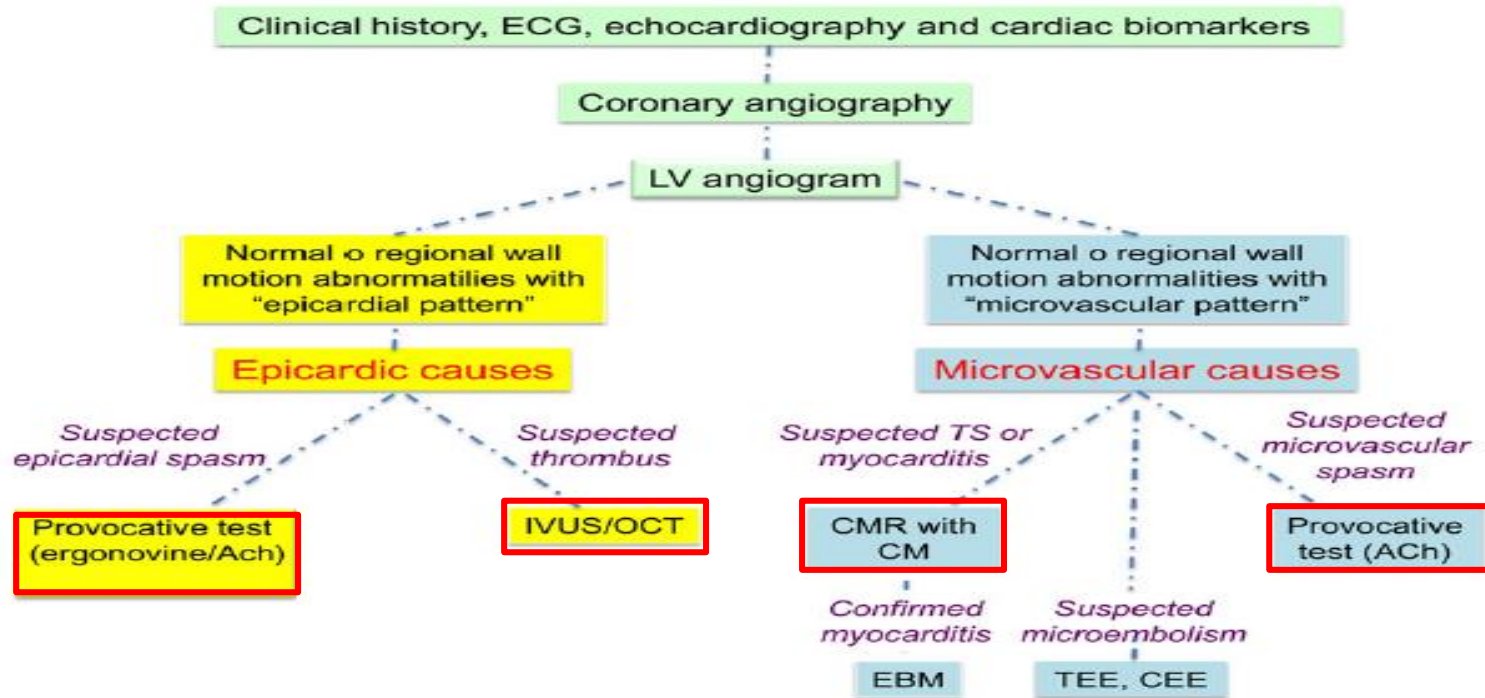 Clinical history, ECG, echocardiography and cardiac biomarkers
Coronary angiography
LV angiogram
Normal o regional wall
motion abnormatilies with
“epicardial pattern”
Normal o regional wall
motion abnormalities with
“microvascular pattern”
Epicardic causes
Microvascular causes
Suspected
epicardial spasm
Suspected
thrombus
Suspected TS or
myocarditis
Suspected
microvascular
spasm
Provocative test
(ergonovine/Ach)
IVUS/OCT
CMR with
CM
Provocative
test (ACh)
Confirmed
myocarditis
Suspected
microembolism
EBM
TEE, CEE